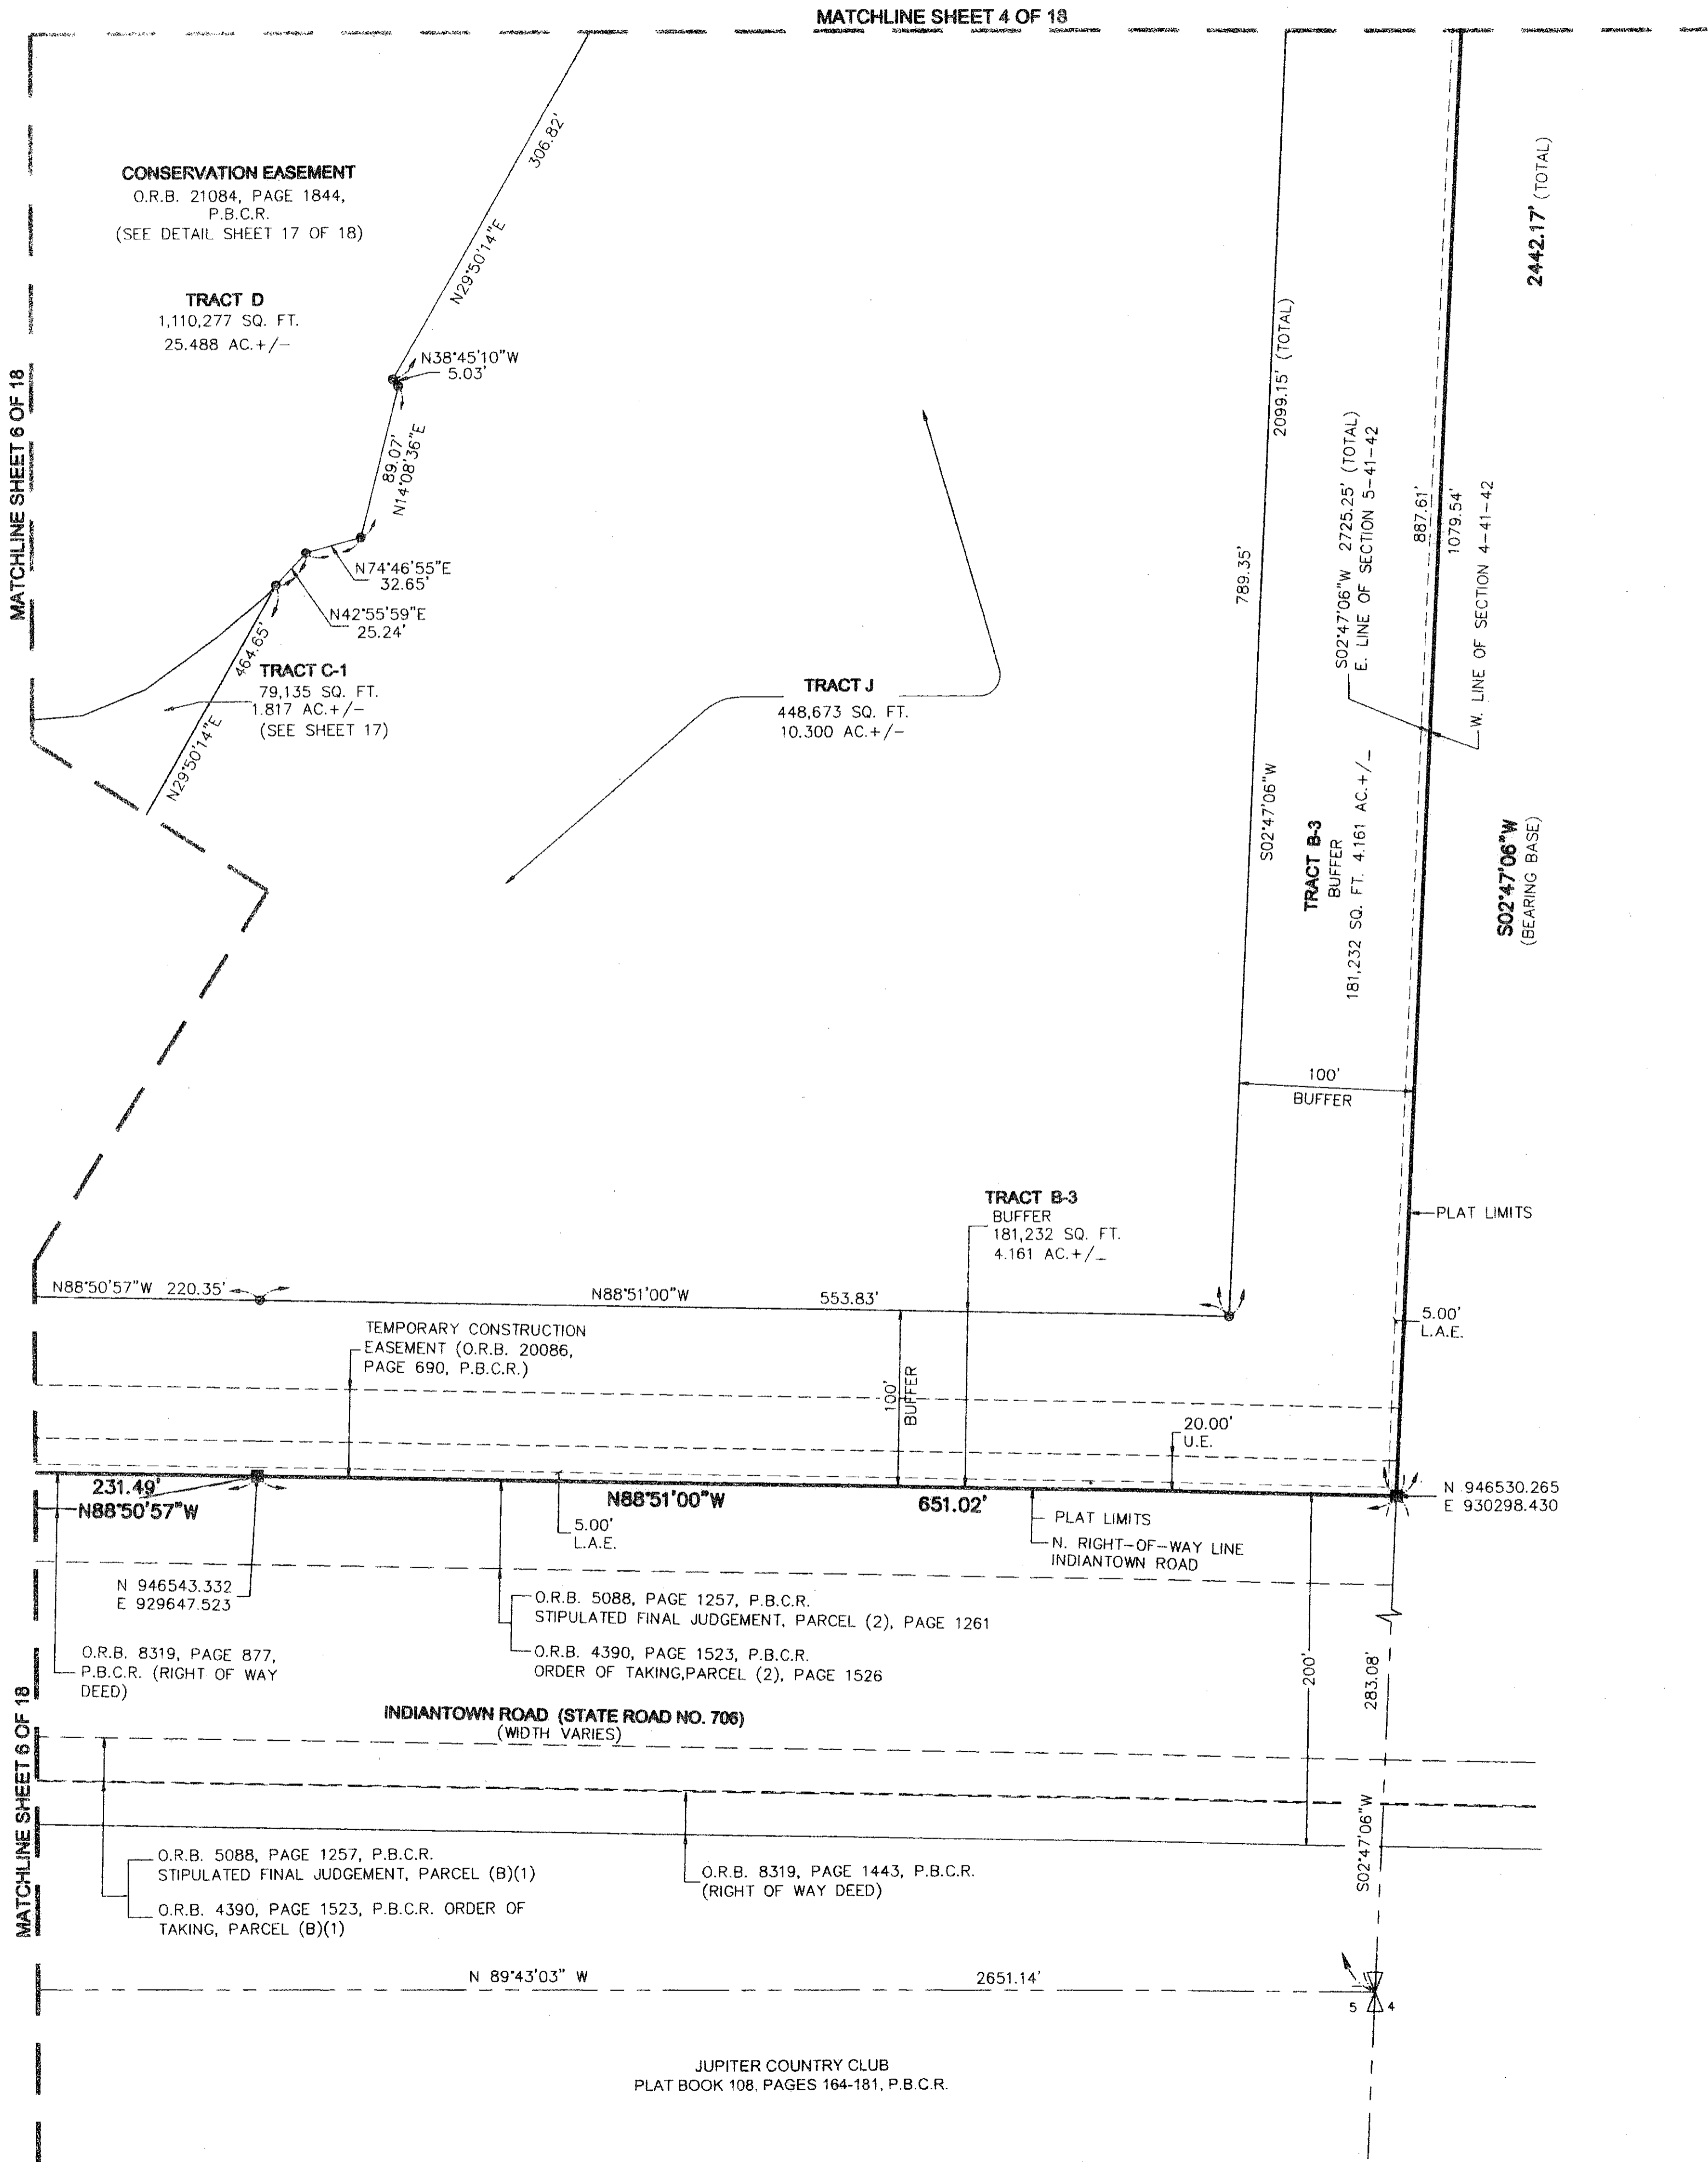 MATCHLINE SHEET 4 OF 18
306.82'
N29°50'14"E
CONSERVATION EASEMENT
O.R.B. 21084, PAGE 1844,
P.B.C.R.
(SEE DETAIL SHEET 17 OF 18)
TRACT D
1,110,277 SQ. FT.
25.488 AC.+/-
MATCHLINE SHEET 6 OF 18
N38°45'10"W
5.03'
89.07'
N14°08'36"E
N74°46'55"E
32.65'
N42°55'59"E
25.24'
464.65'
N29°50'14"E
TRACT C-1
79,135 SQ. FT.
1.817 AC.+/-
(SEE SHEET 17)
TRACT J
448,673 SQ. FT.
10.300 AC.+/-
2099.15' (TOTAL)
789.35'
S02°47'06"W
S02°47'06"W 2725.25' (TOTAL)
E. LINE OF SECTION 5-41-42
887.61'
1079.54'
W. LINE OF SECTION 4-41-42
2442.17' (TOTAL)
S02°47'06"W
(BEARING BASE)
TRACT B-3
BUFFER
181,232 SQ. FT. 4.161 AC.+/-
100'
BUFFER
TRACT B-3
BUFFER
181,232 SQ. FT.
4.161 AC.+/-
PLAT LIMITS
N88°50'57"W 220.35'
N88°51'00"W 553.83'
5.00'
L.A.E.
TEMPORARY CONSTRUCTION
EASEMENT (O.R.B. 20086,
PAGE 690, P.B.C.R.)
100'
BUFFER
20.00'
U.E.
231.49'
N88°50'57"W
N88°51'00"W 651.02'
N 946530.265
E 930298.430
5.00'
L.A.E.
PLAT LIMITS
N. RIGHT-OF-WAY LINE
INDIANTOWN ROAD
N 946543.332
E 929647.523
O.R.B. 5088, PAGE 1257, P.B.C.R.
STIPULATED FINAL JUDGEMENT, PARCEL (2), PAGE 1261
O.R.B. 4390, PAGE 1523, P.B.C.R.
ORDER OF TAKING,PARCEL (2), PAGE 1526
O.R.B. 8319, PAGE 877,
P.B.C.R. (RIGHT OF WAY
DEED)
200'
283.08'
INDIANTOWN ROAD (STATE ROAD NO. 706)
(WIDTH VARIES)
MATCHLINE SHEET 6 OF 18
S02°47'06"W
O.R.B. 5088, PAGE 1257, P.B.C.R.
STIPULATED FINAL JUDGEMENT, PARCEL (B)(1)
O.R.B. 4390, PAGE 1523, P.B.C.R. ORDER OF
TAKING, PARCEL (B)(1)
O.R.B. 8319, PAGE 1443, P.B.C.R.
(RIGHT OF WAY DEED)
N 89°43'03" W 2651.14'
5 4
JUPITER COUNTRY CLUB
PLAT BOOK 108, PAGES 164-181, P.B.C.R.